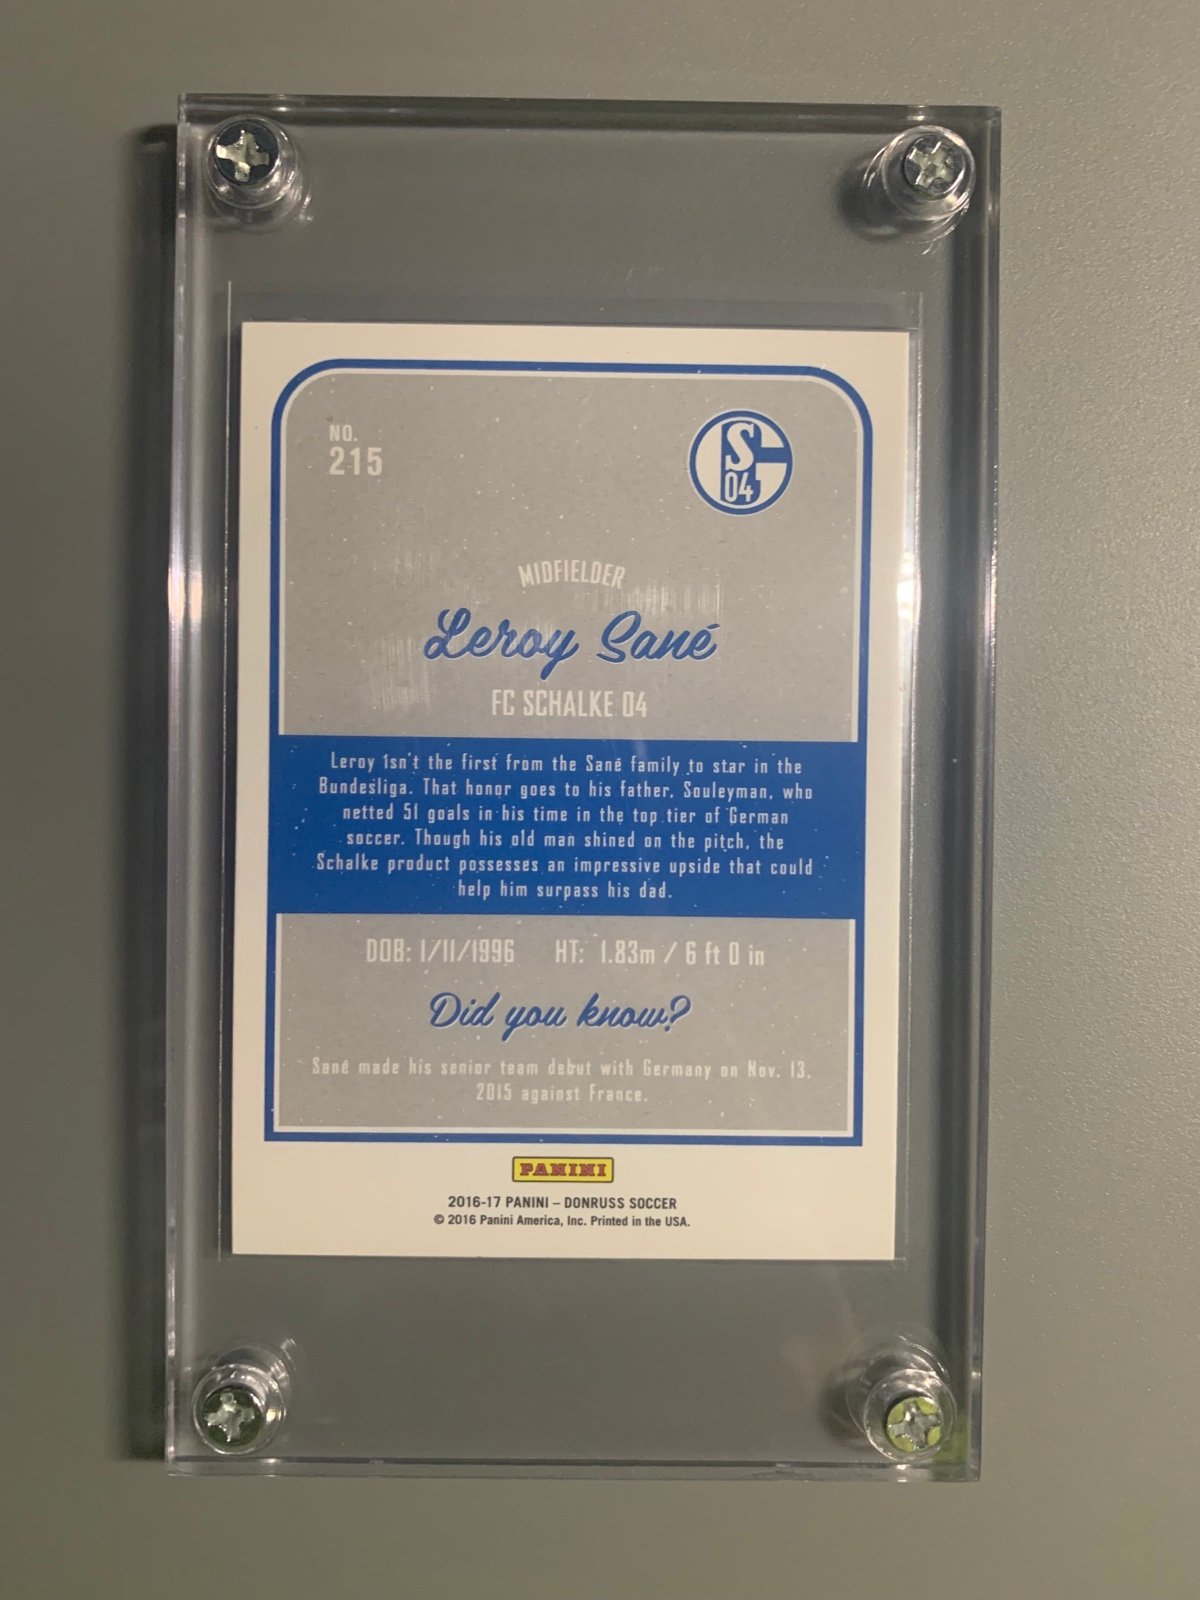 NO.
215
S
04
MIDFIELDER
Leroy Sané
FC SCHALKE 04
Leroy isn't the first from the Sané family to star in the
Bundesliga. That honor goes to his father, Souleyman, who
netted 51 goals in his time in the top tier of German
soccer. Though his old man shined on the pitch, the
Schalke product possesses an impressive upside that could
help him surpass his dad.
DOB: 1/11/1996 HT: 1.83m / 6 ft 0 in
Did you know?
Sané made his senior team debut with Germany on Nov. 13,
2015 against France.
PANINI
2016-17 PANINI – DONRUSS SOCCER
© 2016 Panini America, Inc. Printed in the USA.